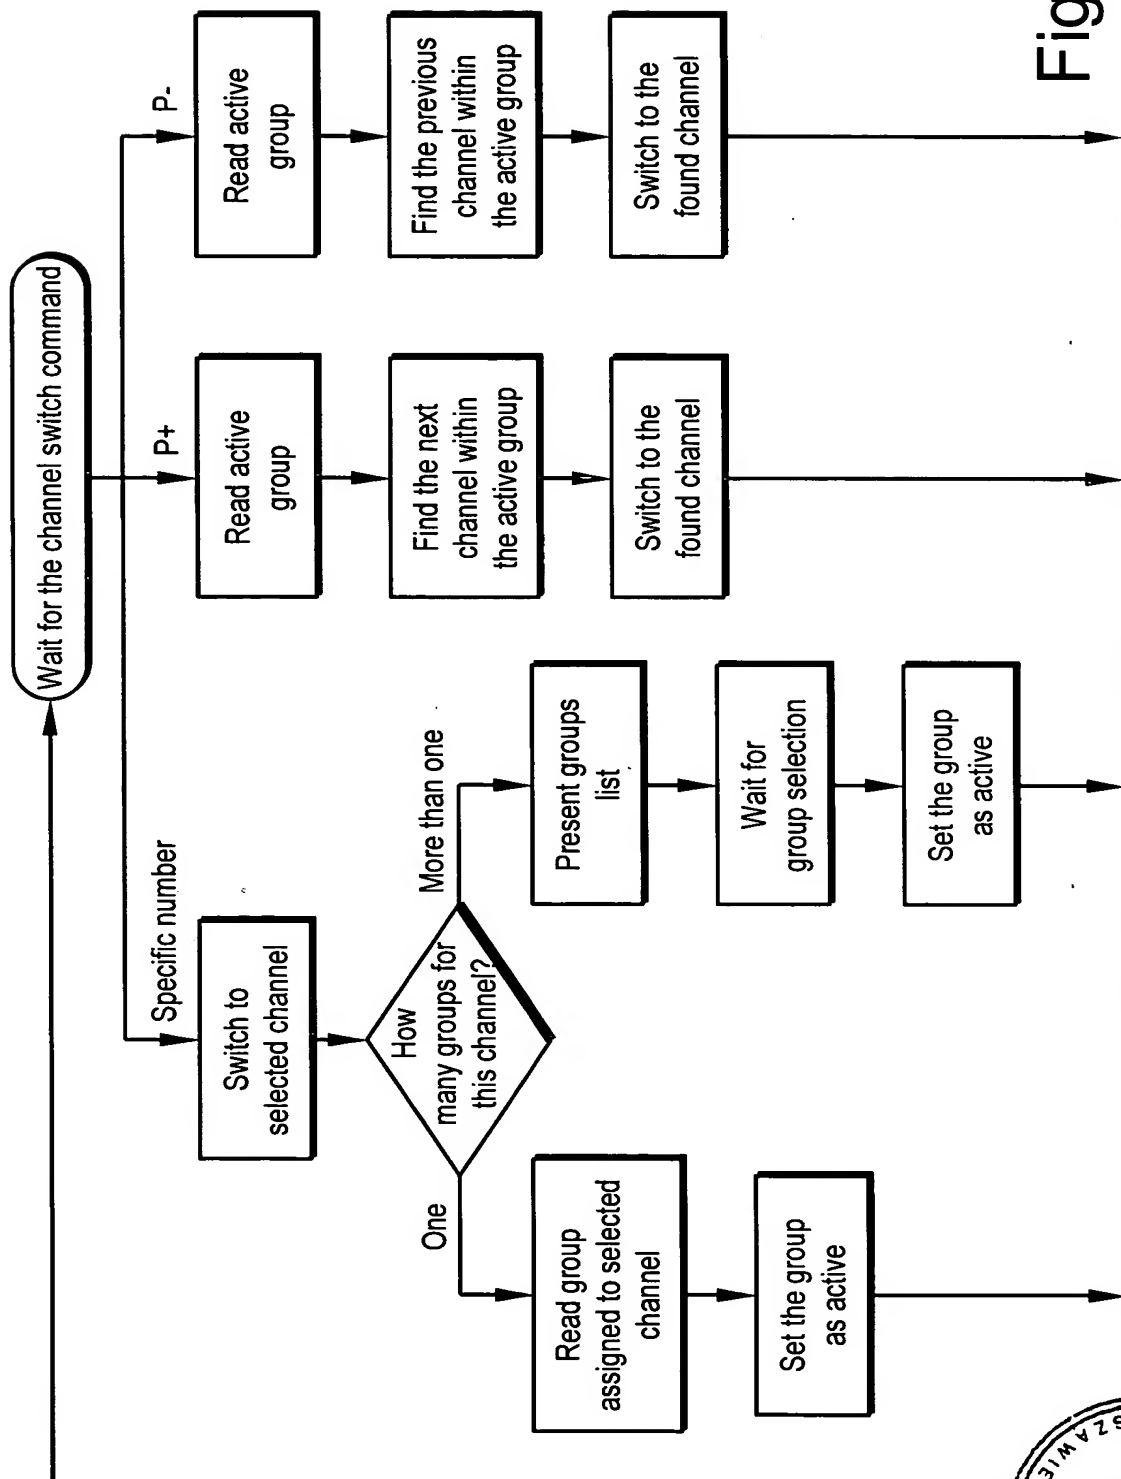 Wait for the channel switch command
Specific number
P+
P-
Switch to
selected channel
Read active
group
Read active
group
How
many groups for
this channel?
One
More than one
Find the next
channel within
the active group
Find the previous
channel within
the active group
Read group
assigned to selected
channel
Present groups
list
Switch to the
found channel
Switch to the
found channel
Set the group
as active
Wait for
group selection
Set the group
as active
Fig
SZAWIE